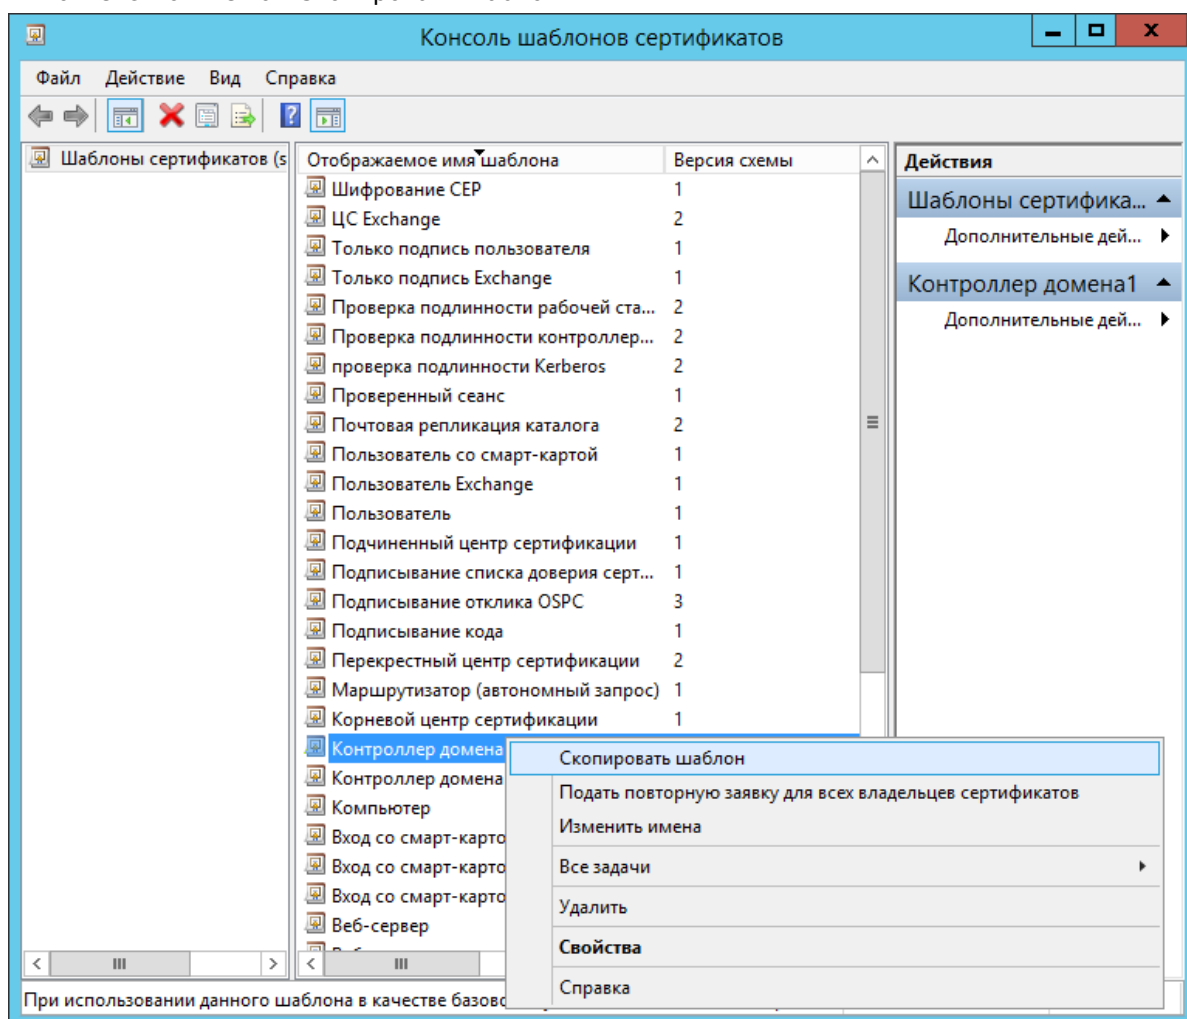 Консоль шаблонов сертификатов
Файл Действие Вид Справка
Шаблоны сертификатов (s
Отображаемое имя шаблона Версия схемы
Шифрование CEP 1
ЦС Exchange 2
Только подпись пользователя 1
Только подпись Exchange 1
Проверка подлинности рабочей ста... 2
Проверка подлинности контроллер... 2
проверка подлинности Kerberos 2
Проверенный сеанс 1
Почтовая репликация каталога 2
Пользователь со смарт-картой 1
Пользователь Exchange 1
Пользователь 1
Подчиненный центр сертификации 1
Подписывание списка доверия серт... 1
Подписывание отклика OSPC 3
Подписывание кода 1
Перекрестный центр сертификации 2
Маршрутизатор (автономный запрос) 1
Корневой центр сертификации 1
Контроллер домена
Контроллер домена
Компьютер
Вход со смарт-карто
Вход со смарт-карто
Вход со смарт-карто
Веб-сервер
Скопировать шаблон
Подать повторную заявку для всех владельцев сертификатов
Изменить имена
Все задачи
Удалить
Свойства
Справка
Действия
Шаблоны сертифика...
Дополнительные дей...
Контроллер домена1
Дополнительные дей...
При использовании данного шаблона в качестве базово